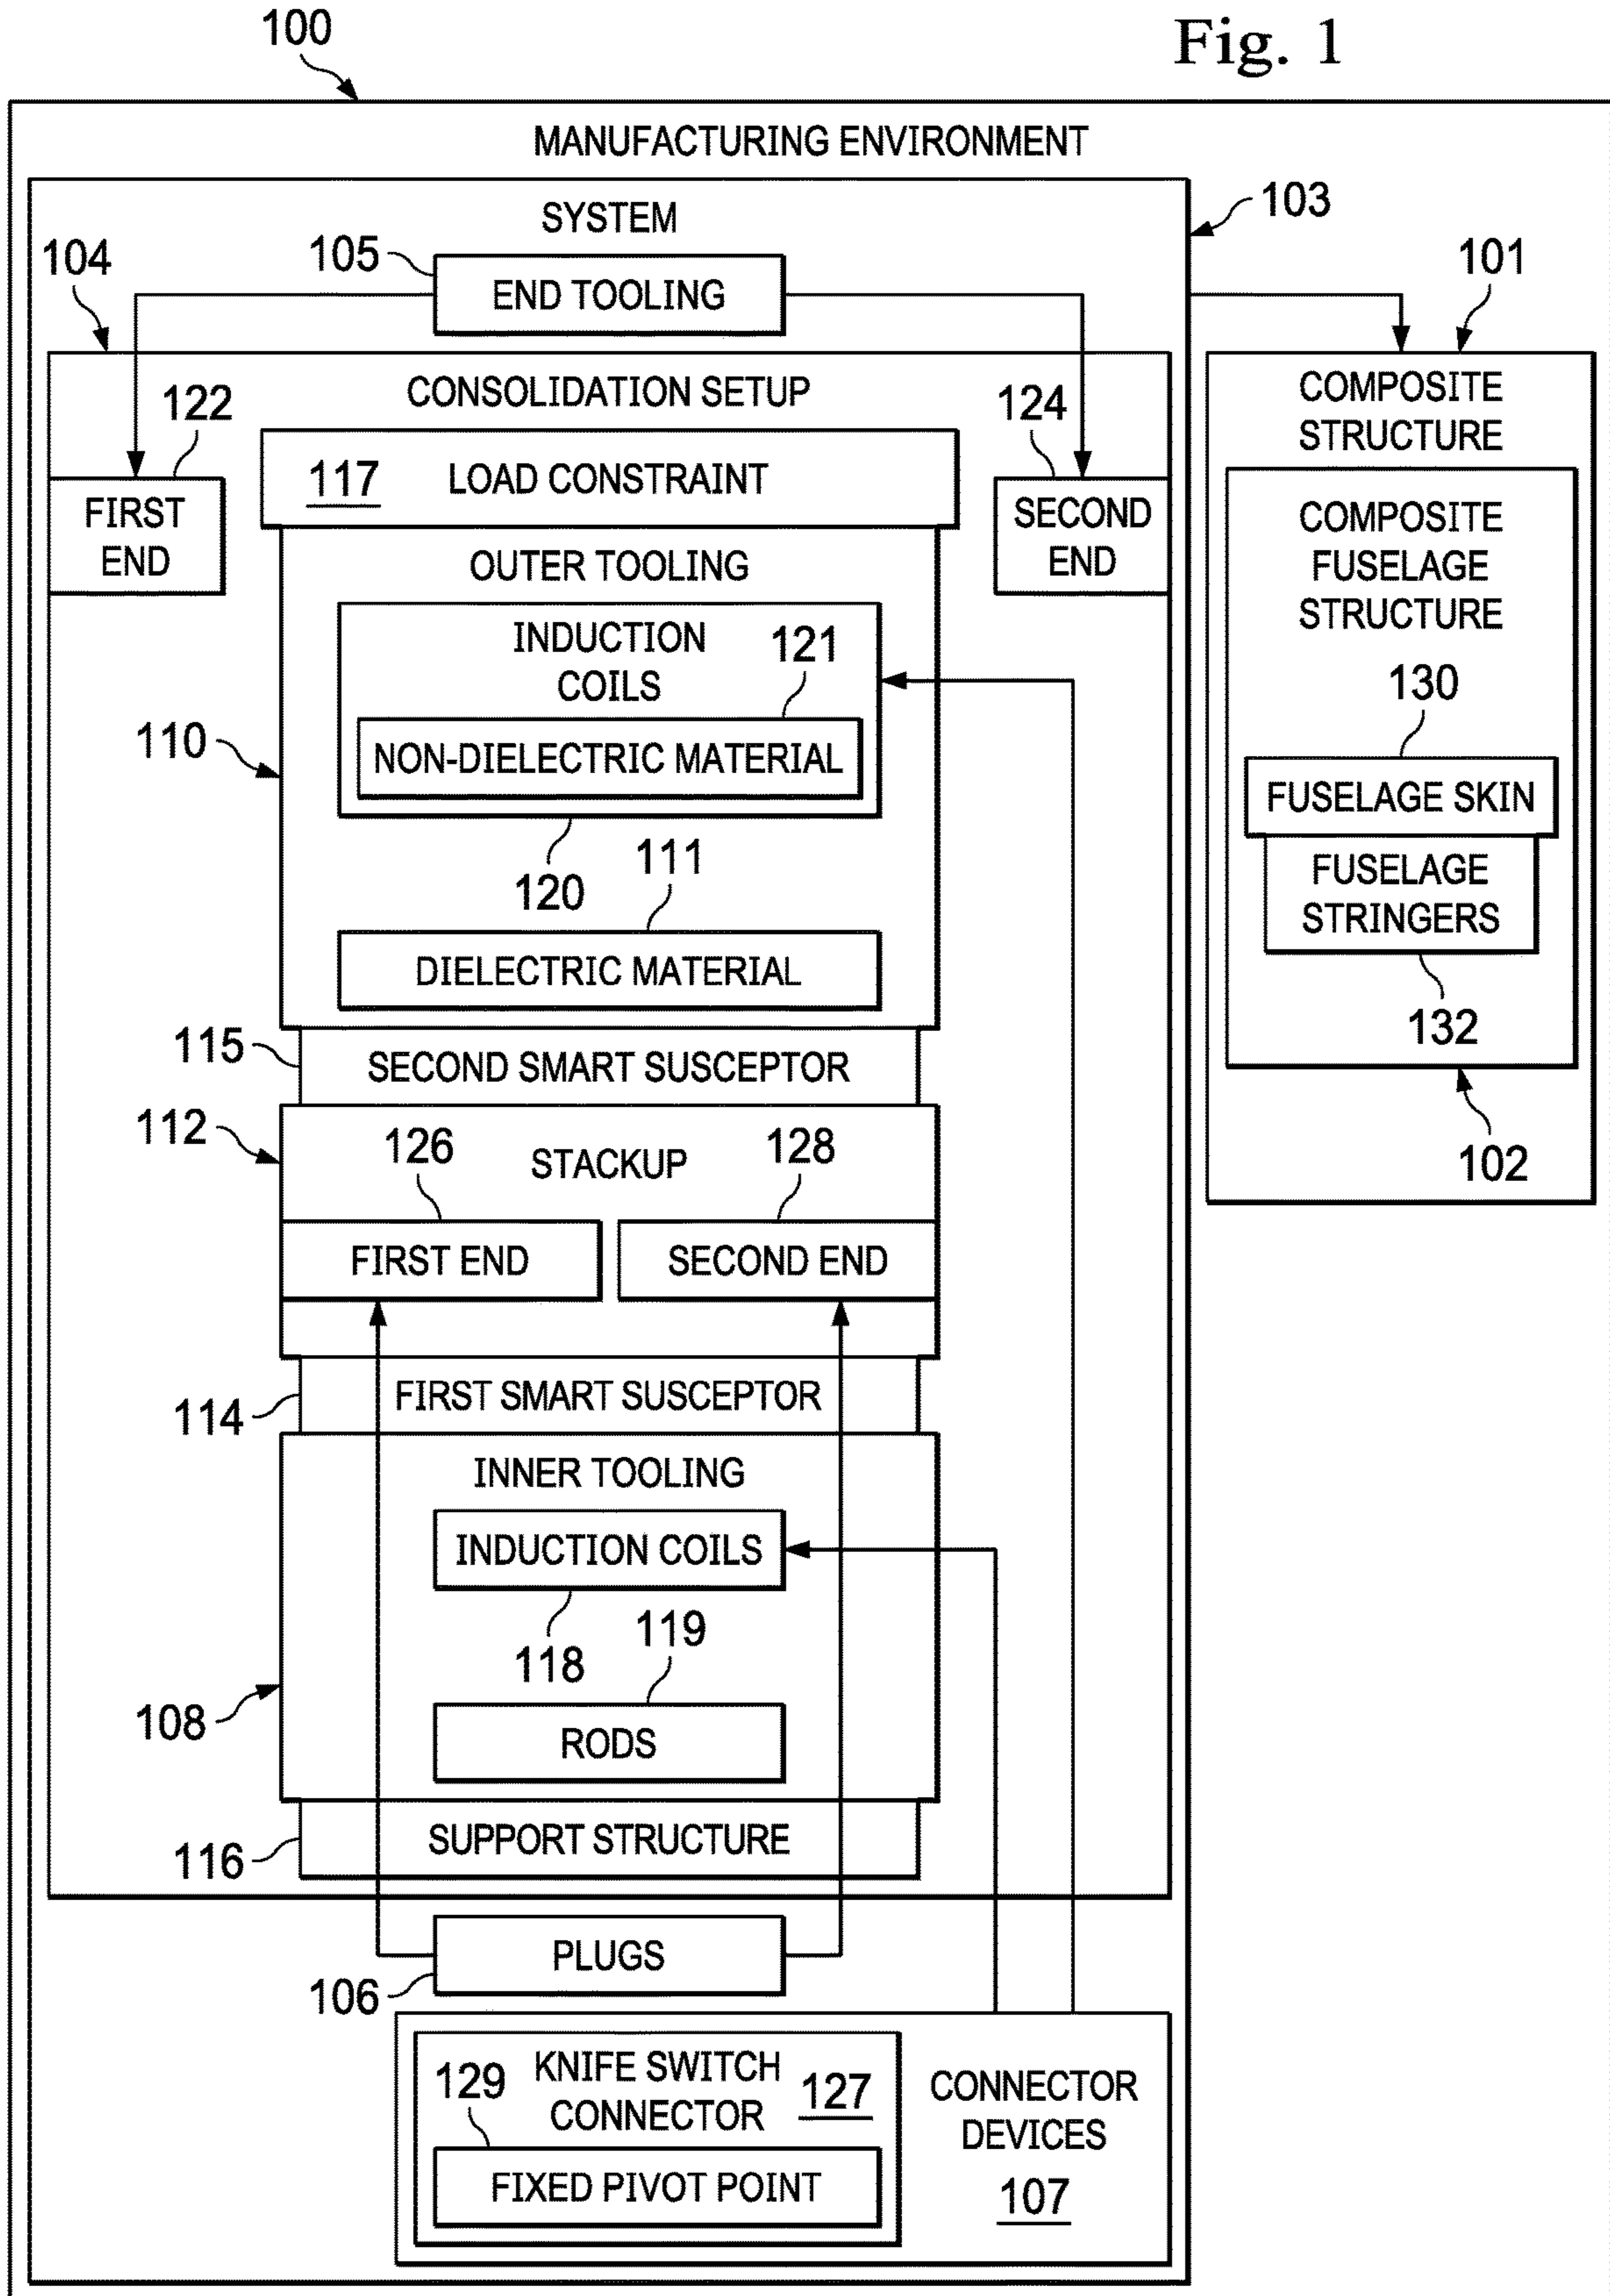 Fig. 1
100
MANUFACTURING ENVIRONMENT
SYSTEM
103
105
END TOOLING
104
101
CONSOLIDATION SETUP
122
124
117
LOAD CONSTRAINT
FIRST
END
SECOND
END
COMPOSITE
STRUCTURE
COMPOSITE
FUSELAGE
STRUCTURE
OUTER TOOLING
INDUCTION
COILS
121
NON-DIELECTRIC MATERIAL
110
120
111
DIELECTRIC MATERIAL
130
FUSELAGE SKIN
FUSELAGE
STRINGERS
132
102
115
SECOND SMART SUSCEPTOR
112
126
STACKUP
128
FIRST END
SECOND END
114
FIRST SMART SUSCEPTOR
INNER TOOLING
INDUCTION COILS
118
119
108
RODS
116
SUPPORT STRUCTURE
PLUGS
106
129
KNIFE SWITCH
CONNECTOR
127
FIXED PIVOT POINT
CONNECTOR
DEVICES
107